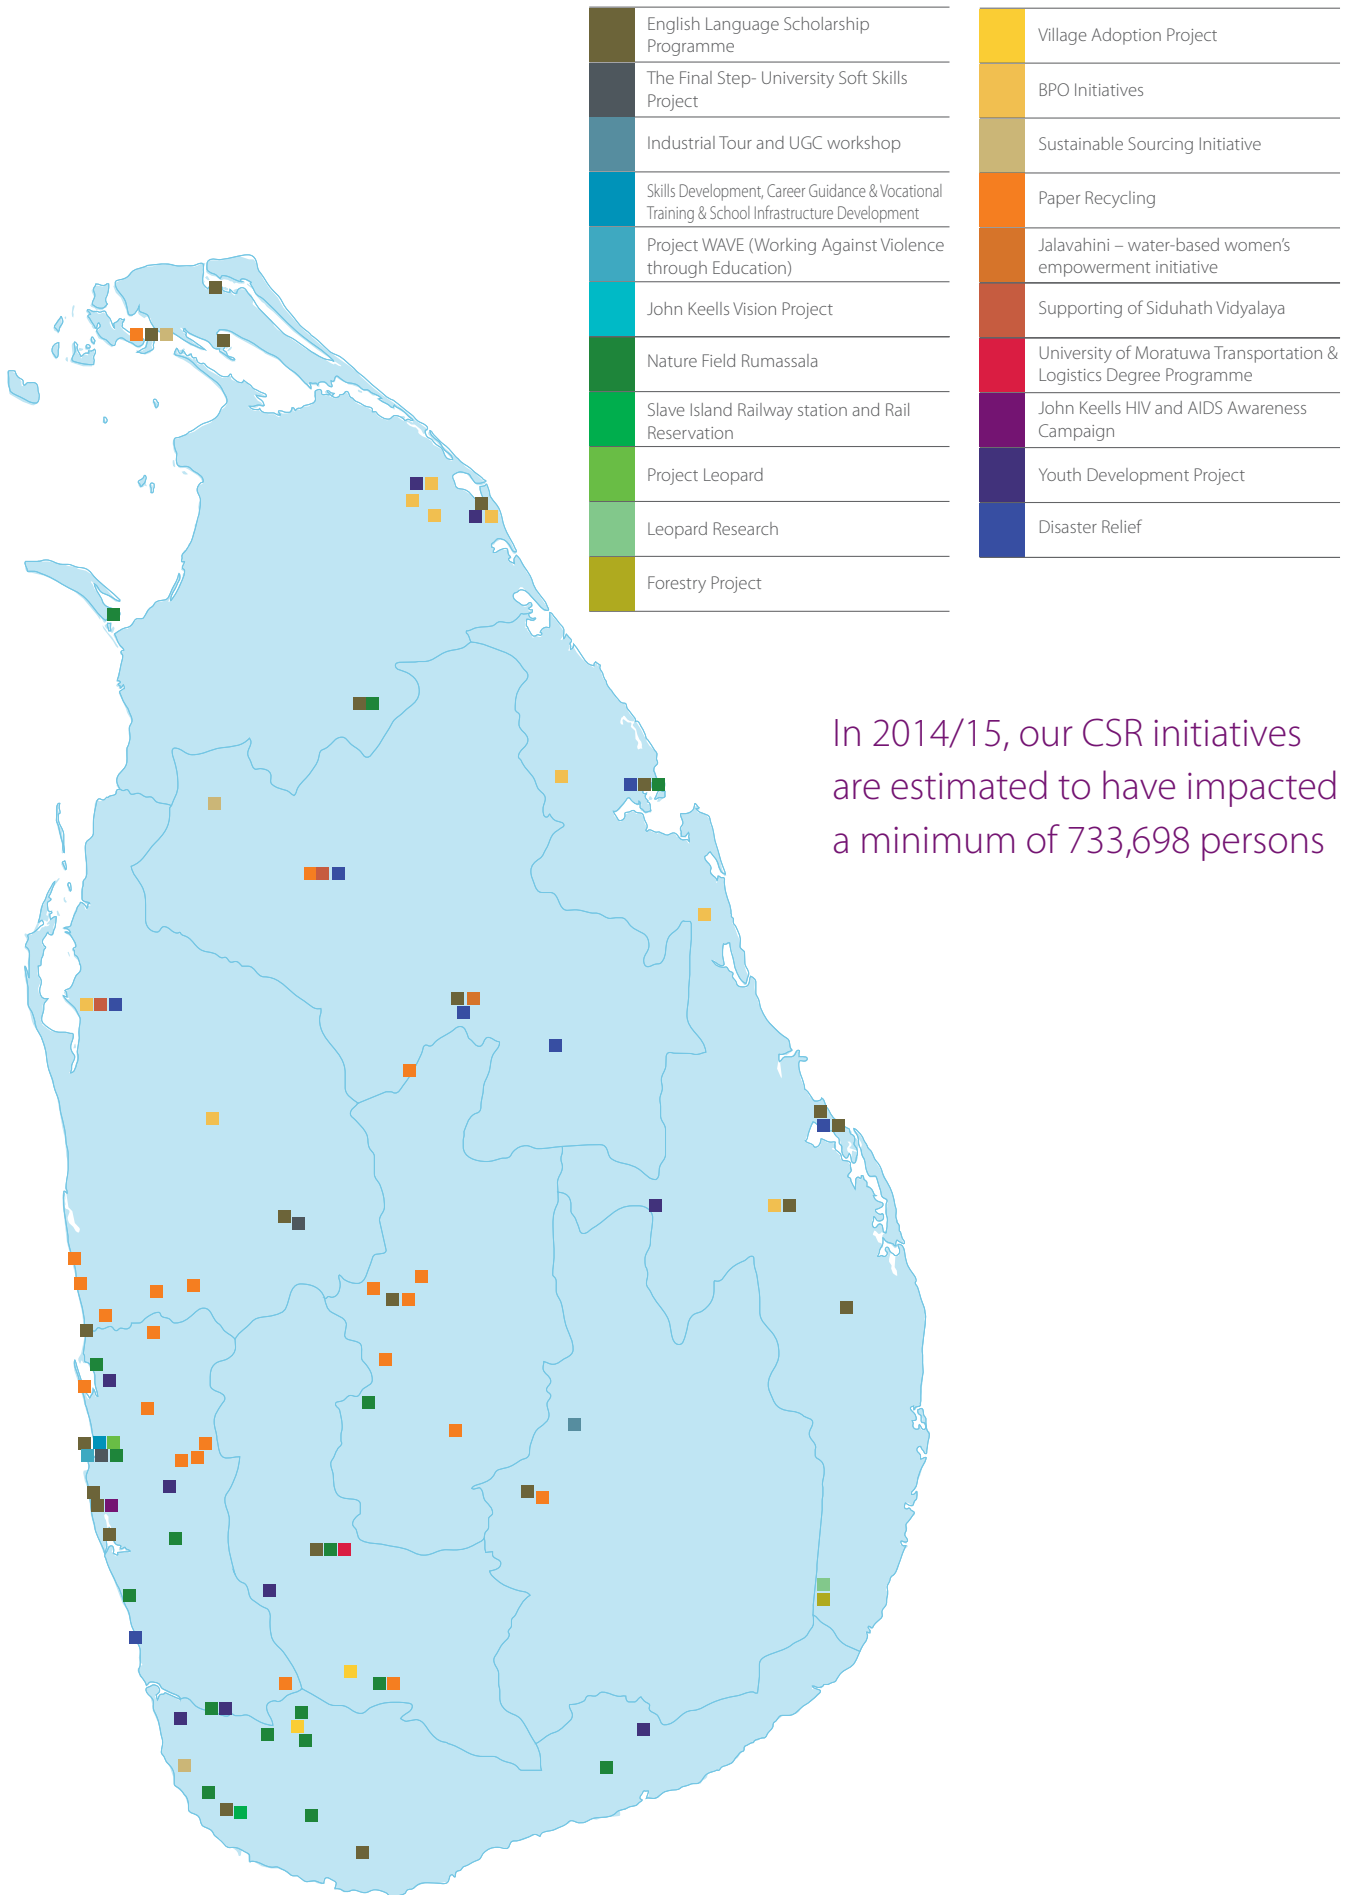 English Language Scholarship
Programme
The Final Step- University Soft Skills
Project
Industrial Tour and UGC workshop
Skills Development, Career Guidance & Vocational
Training & School Infrastructure Development
Project WAVE (Working Against Violence
through Education)
John Keells Vision Project
Nature Field Rumassala
Slave Island Railway station and Rail
Reservation
Project Leopard
Leopard Research
Forestry Project
Village Adoption Project
BPO Initiatives
Sustainable Sourcing Initiative
Paper Recycling
Jalavahini – water-based women's
empowerment initiative
Supporting of Siduhath Vidyalaya
University of Moratuwa Transportation &
Logistics Degree Programme
John Keells HIV and AIDS Awareness
Campaign
Youth Development Project
Disaster Relief
In 2014/15, our CSR initiatives
are estimated to have impacted
a minimum of 733,698 persons